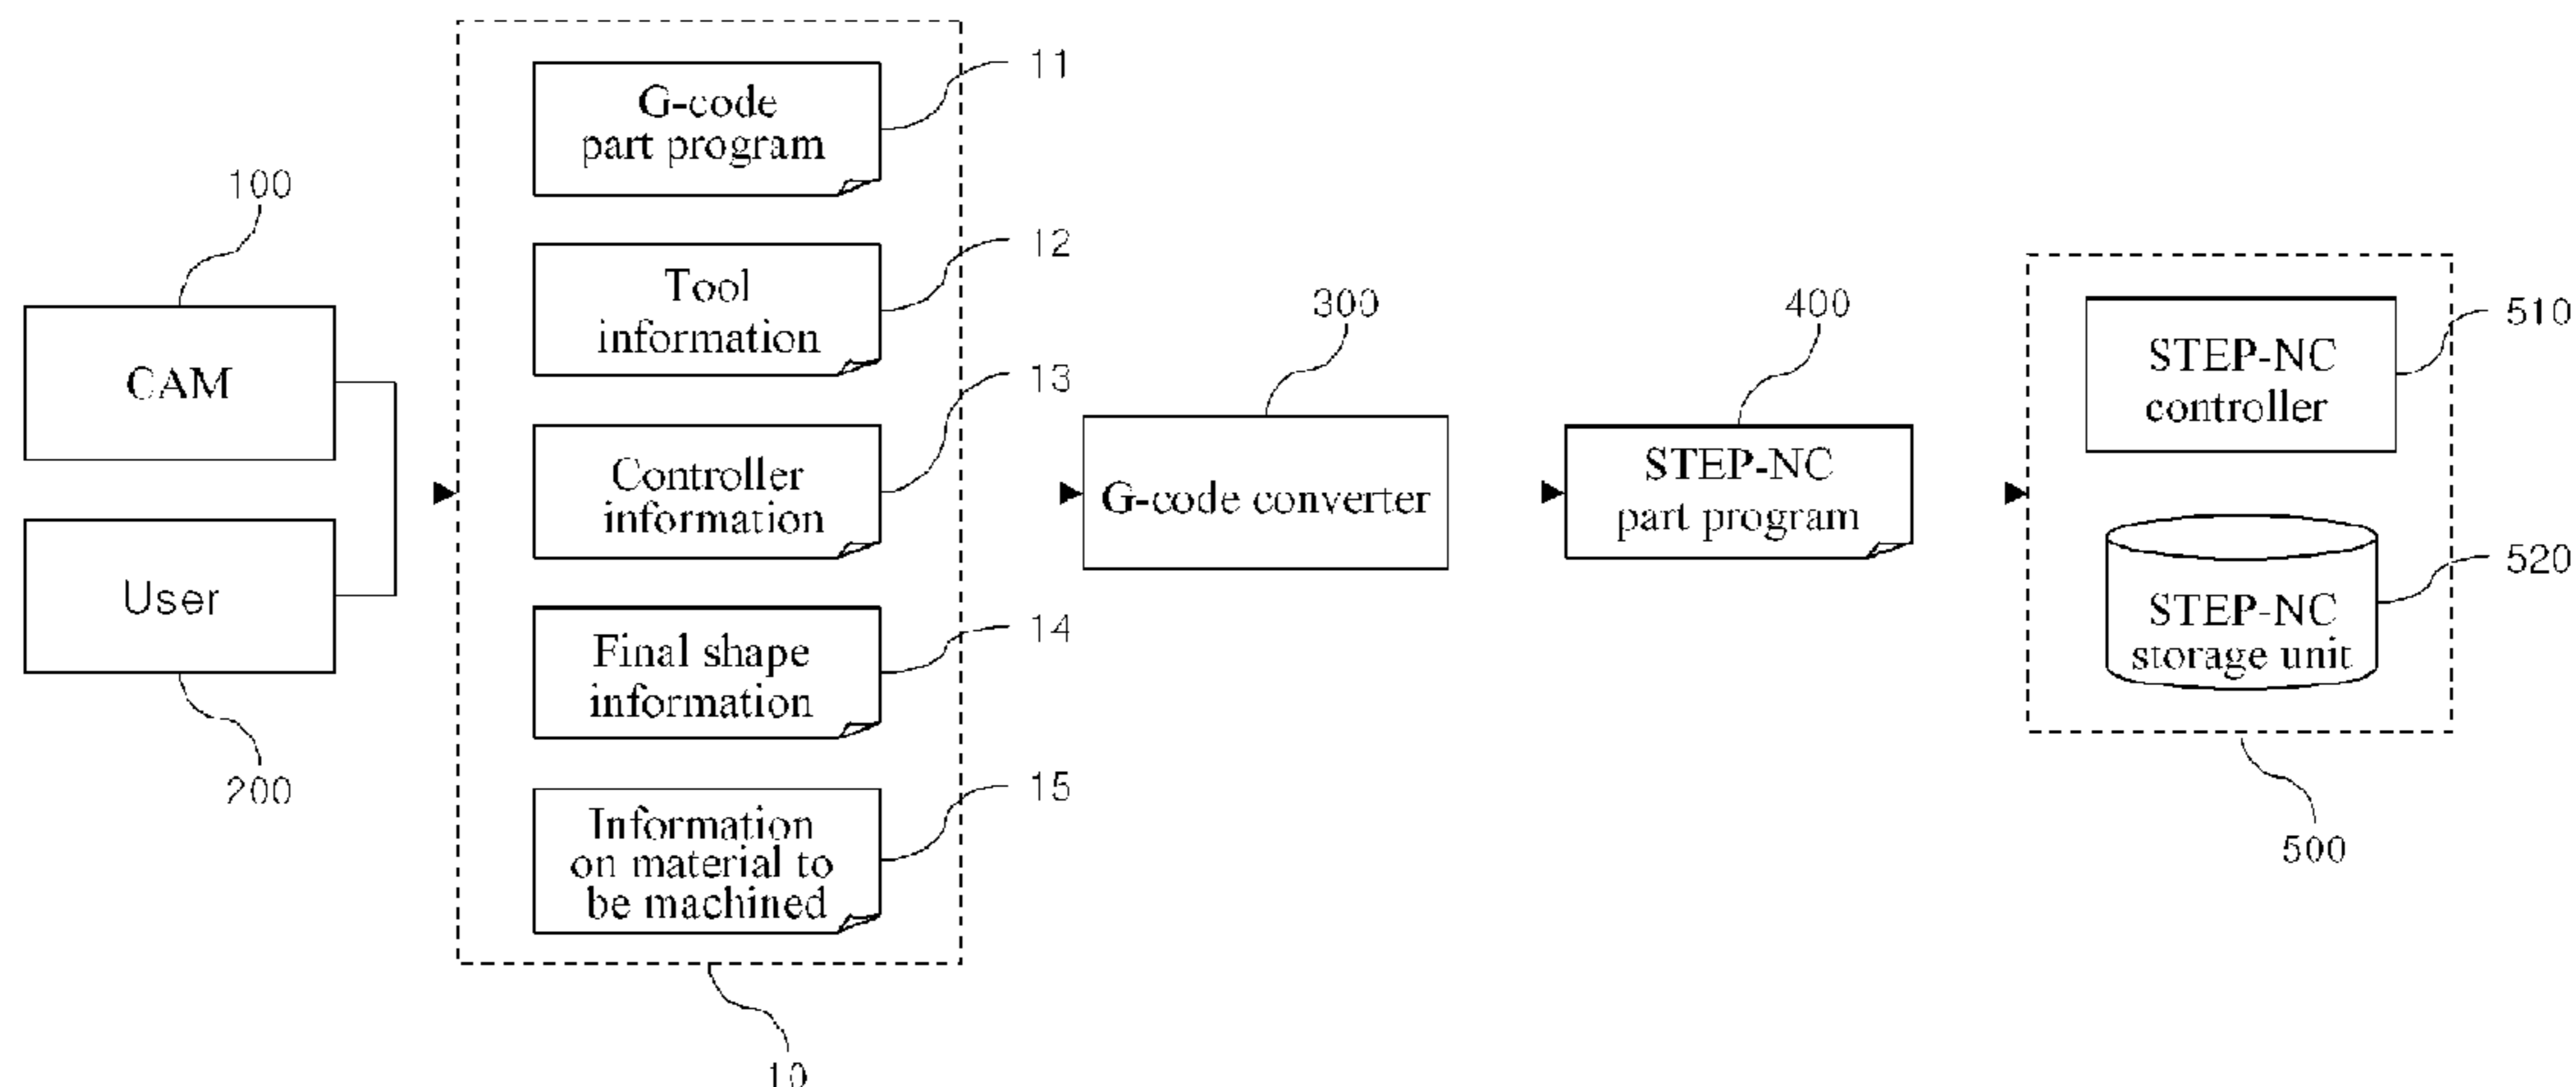 100
CAM
User
200
G-code
part program
11
Tool
information
12
Controller
information
13
Final shape
information
14
Information
on material to
be machined
15
10
300
G-code converter
400
STEP-NC
part program
STEP-NC
controller
510
STEP-NC
storage unit
520
500